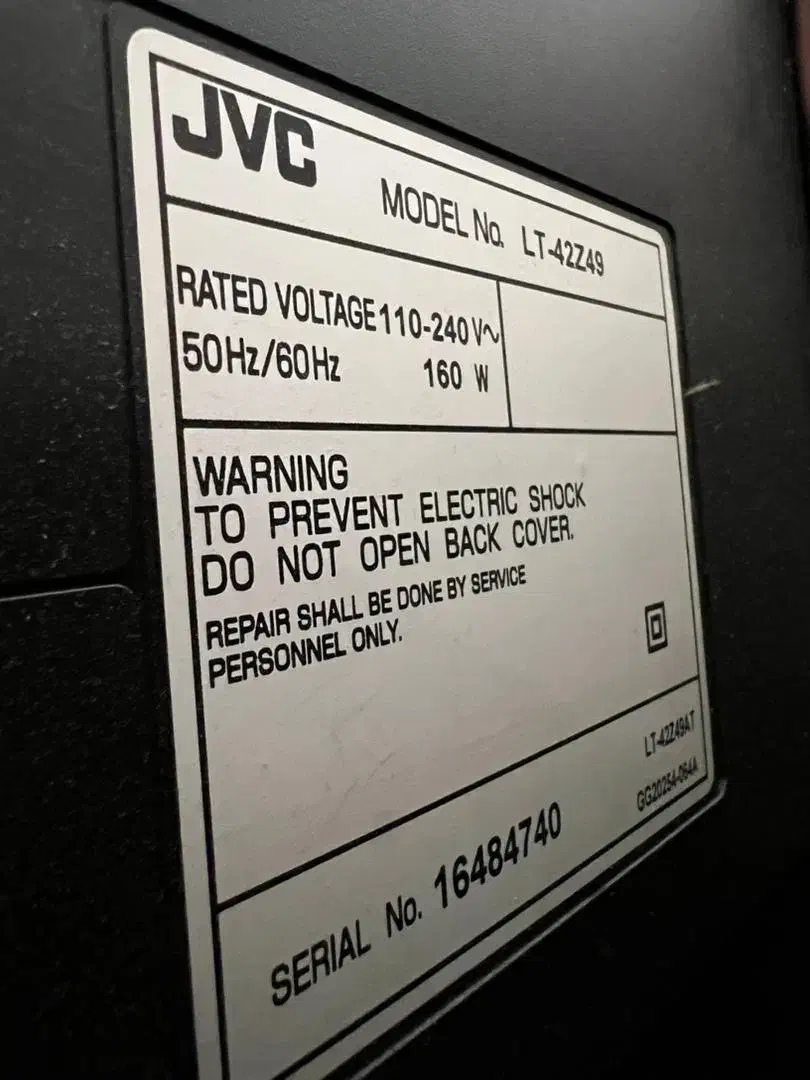 JVC
MODEL No. LT-42Z49
RATED VOLTAGE 110-240V~
50Hz/60Hz 160 W
WARNING
TO PREVENT ELECTRIC SHOCK
DO NOT OPEN BACK COVER.
REPAIR SHALL BE DONE BY SERVICE
PERSONNEL ONLY.
LT-42Z49AT
GG20254-064A
SERIAL No. 16484740